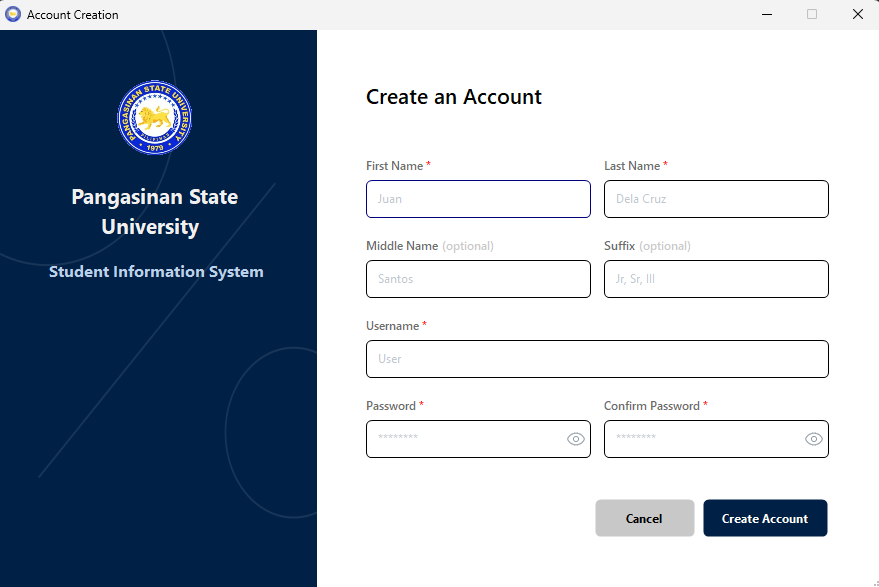 Account Creation
PANGASINAN STATE UNIVERSITY
1979
Pangasinan State
University
Student Information System
Create an Account
First Name *
Last Name *
Juan
Dela Cruz
Middle Name (optional)
Suffix (optional)
Santos
Jr, Sr, III
Username *
User
Password *
Confirm Password *
********
********
Cancel
Create Account